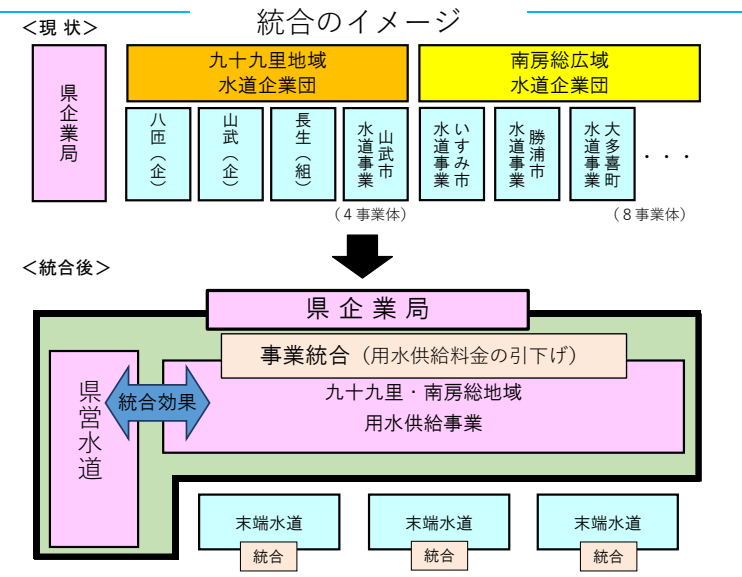 統合のイメージ
＜現 状＞
県企業局
九十九里地域
水道企業団
南房総広域
水道企業団
八匝（企）
山武（企）
長生（組）
山武市
水道事業
いすみ市
水道事業
勝浦市
水道事業
大多喜町
水道事業
・・・
（４事業体）
（８事業体）
＜統合後＞
県 企 業 局
事業統合（用水供給料金の引下げ）
県営水道
統合効果
九十九里・南房総地域
用水供給事業
末端水道
統合
末端水道
統合
末端水道
統合